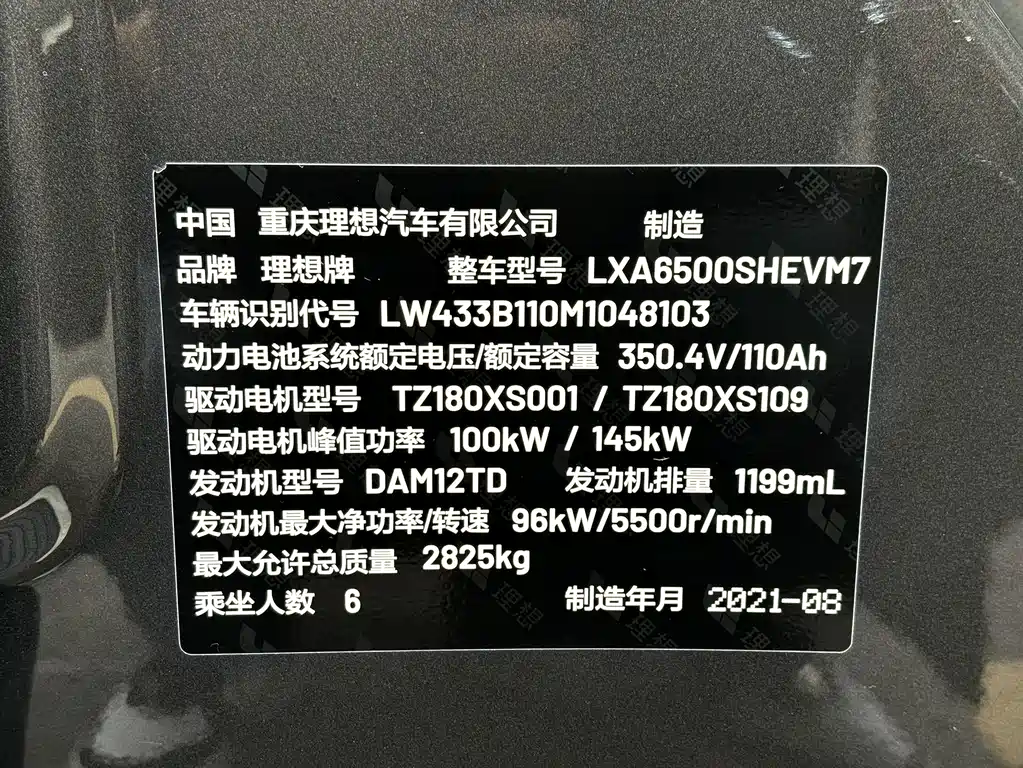 中国 重庆理想汽车有限公司 制造
品牌 理想牌 整车型号 LXA6500SHEVM7
车辆识别代号 LW433B110M1048103
动力电池系统额定电压/额定容量 350.4V/110Ah
驱动电机型号 TZ180XS001 / TZ180XS109
驱动电机峰值功率 100kW / 145kW
发动机型号 DAM12TD 发动机排量 1199mL
发动机最大净功率/转速 96kW/5500r/min
最大允许总质量 2825kg
乘坐人数 6 制造年月 2021-08